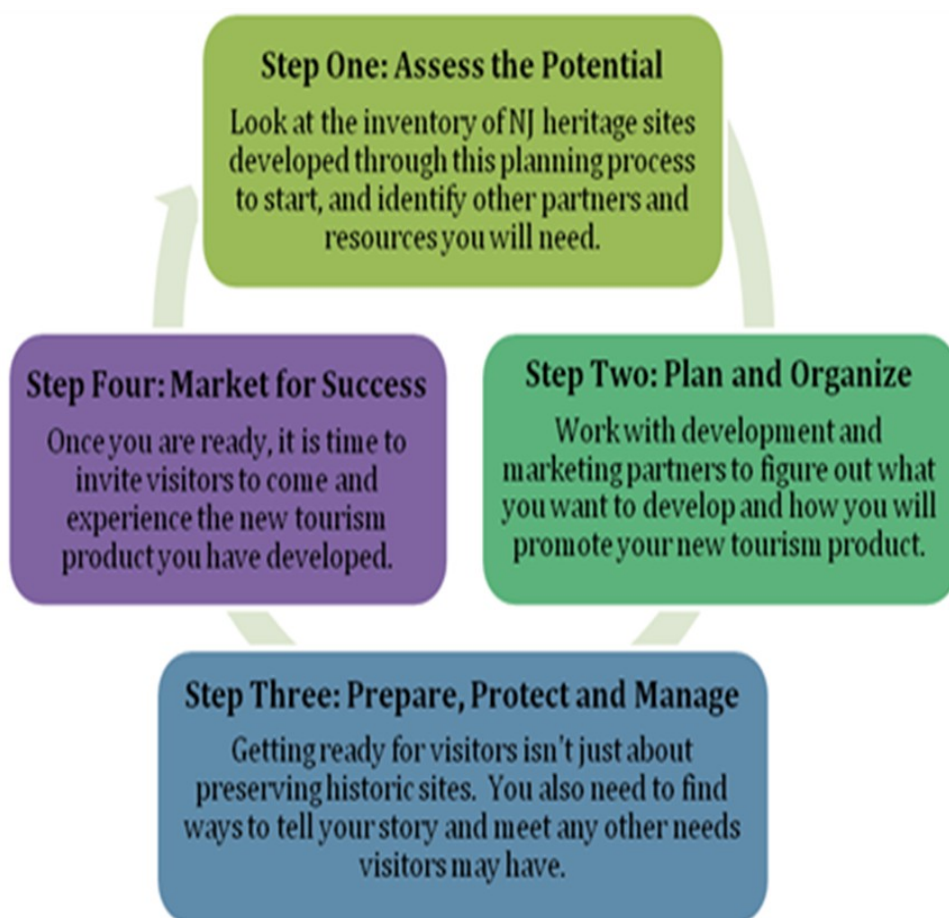 Step One: Assess the Potential
Look at the inventory of NJ heritage sites
developed through this planning process
to start, and identify other partners and
resources you will need.
Step Two: Plan and Organize
Work with development and
marketing partners to figure out what
you want to develop and how you will
promote your new tourism product.
Step Three: Prepare, Protect and Manage
Getting ready for visitors isn't just about
preserving historic sites.  You also need to find
ways to tell your story and meet any other needs
visitors may have.
Step Four: Market for Success
Once you are ready, it is time to
invite visitors to come and
experience the new tourism
product you have developed.